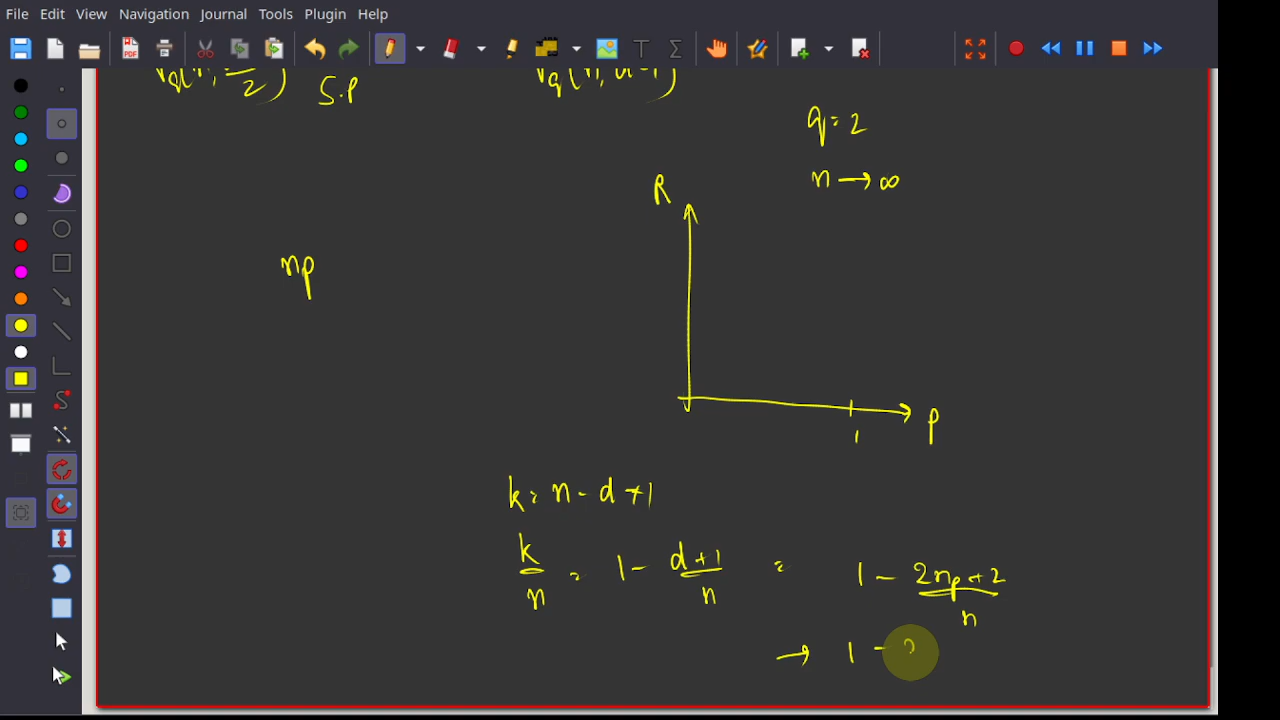 File Edit View Navigation Journal Tools Plugin Help
S.P
q = 2
n → ∞
R
np
1
p
k = n - d + 1
k/n = 1 - (d+1)/n = 1 - (2np+2)/n
→ 1 -